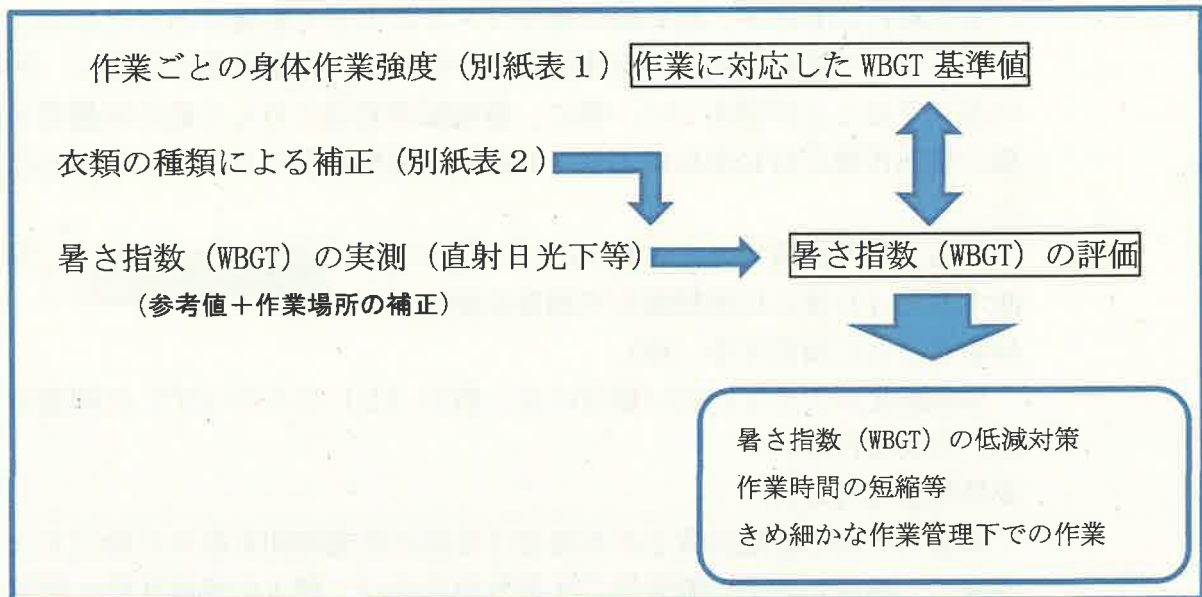 作業ごとの身体作業強度（別紙表１）作業に対応した WBGT 基準値
衣類の種類による補正（別紙表２）
暑さ指数（WBGT）の実測（直射日光下等）
暑さ指数（WBGT）の評価
（参考値＋作業場所の補正）
暑さ指数（WBGT）の低減対策
作業時間の短縮等
きめ細かな作業管理下での作業